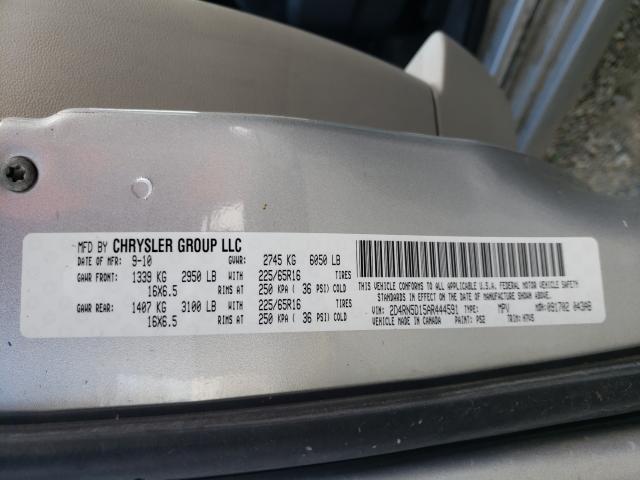 MFD BY CHRYSLER GROUP LLC
DATE OF MFR: 9-10 GVWR: 2745 KG 6050 LB
GAWR FRONT: 1339 KG 2950 LB WITH 225/65R16 TIRES
16X6.5 RIMS AT 250 KPA ( 36 PSI) COLD
GAWR REAR: 1407 KG 3100 LB WITH 225/65R16 TIRES
16X6.5 RIMS AT 250 KPA ( 36 PSI) COLD
THIS VEHICLE CONFORMS TO ALL APPLICABLE U.S.A. FEDERAL MOTOR VEHICLE SAFETY
STANDARDS IN EFFECT ON THE DATE OF MANUFACTURE SHOWN ABOVE.
VIN: 2D4RN5D15AR444591 TYPE: MPV MDH: 091702 043AB
VEHICLE MADE IN CANADA PAINT: PS2 TRIM: